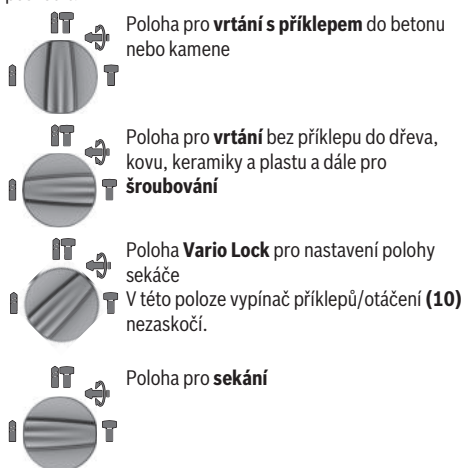 Poloha pro vrtání s příklepem do betonu
nebo kamene
Poloha pro vrtání bez příklepu do dřeva,
kovu, keramiky a plastu a dále pro
šroubování
Poloha Vario Lock pro nastavení polohy
sekáče
V této poloze vypínač příklepů/otáčení (10)
nezaskočí.
Poloha pro sekání